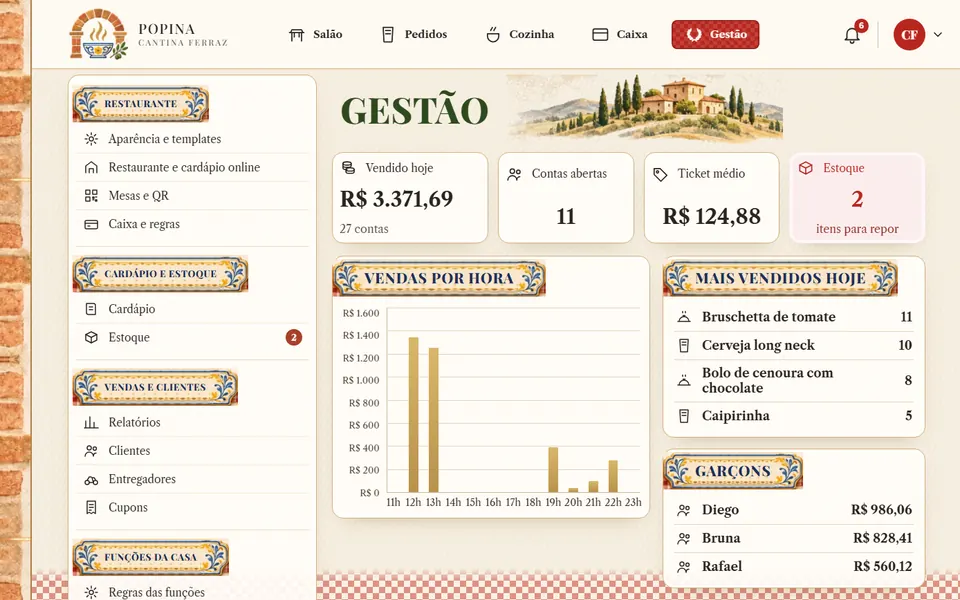 POPINA
CANTINA FERRAZ
Salão
Pedidos
Cozinha
Caixa
Gestão
6
CF
RESTAURANTE
Aparência e templates
Restaurante e cardápio online
Mesas e QR
Caixa e regras
CARDÁPIO E ESTOQUE
Cardápio
Estoque
2
VENDAS E CLIENTES
Relatórios
Clientes
Entregadores
Cupons
FUNÇÕES DA CASA
Regras das funções
GESTÃO
Vendido hoje
R$ 3.371,69
27 contas
Contas abertas
11
Ticket médio
R$ 124,88
Estoque
2
itens para repor
VENDAS POR HORA
R$ 1.600
R$ 1.400
R$ 1.200
R$ 1.000
R$ 800
R$ 600
R$ 400
R$ 200
R$ 0
11h 12h 13h 14h 15h 16h 17h 18h 19h 20h 21h 22h 23h
MAIS VENDIDOS HOJE
Bruschetta de tomate 11
Cerveja long neck 10
Bolo de cenoura com
chocolate 8
Caipirinha 5
GARÇONS
Diego R$ 986,06
Bruna R$ 828,41
Rafael R$ 560,12